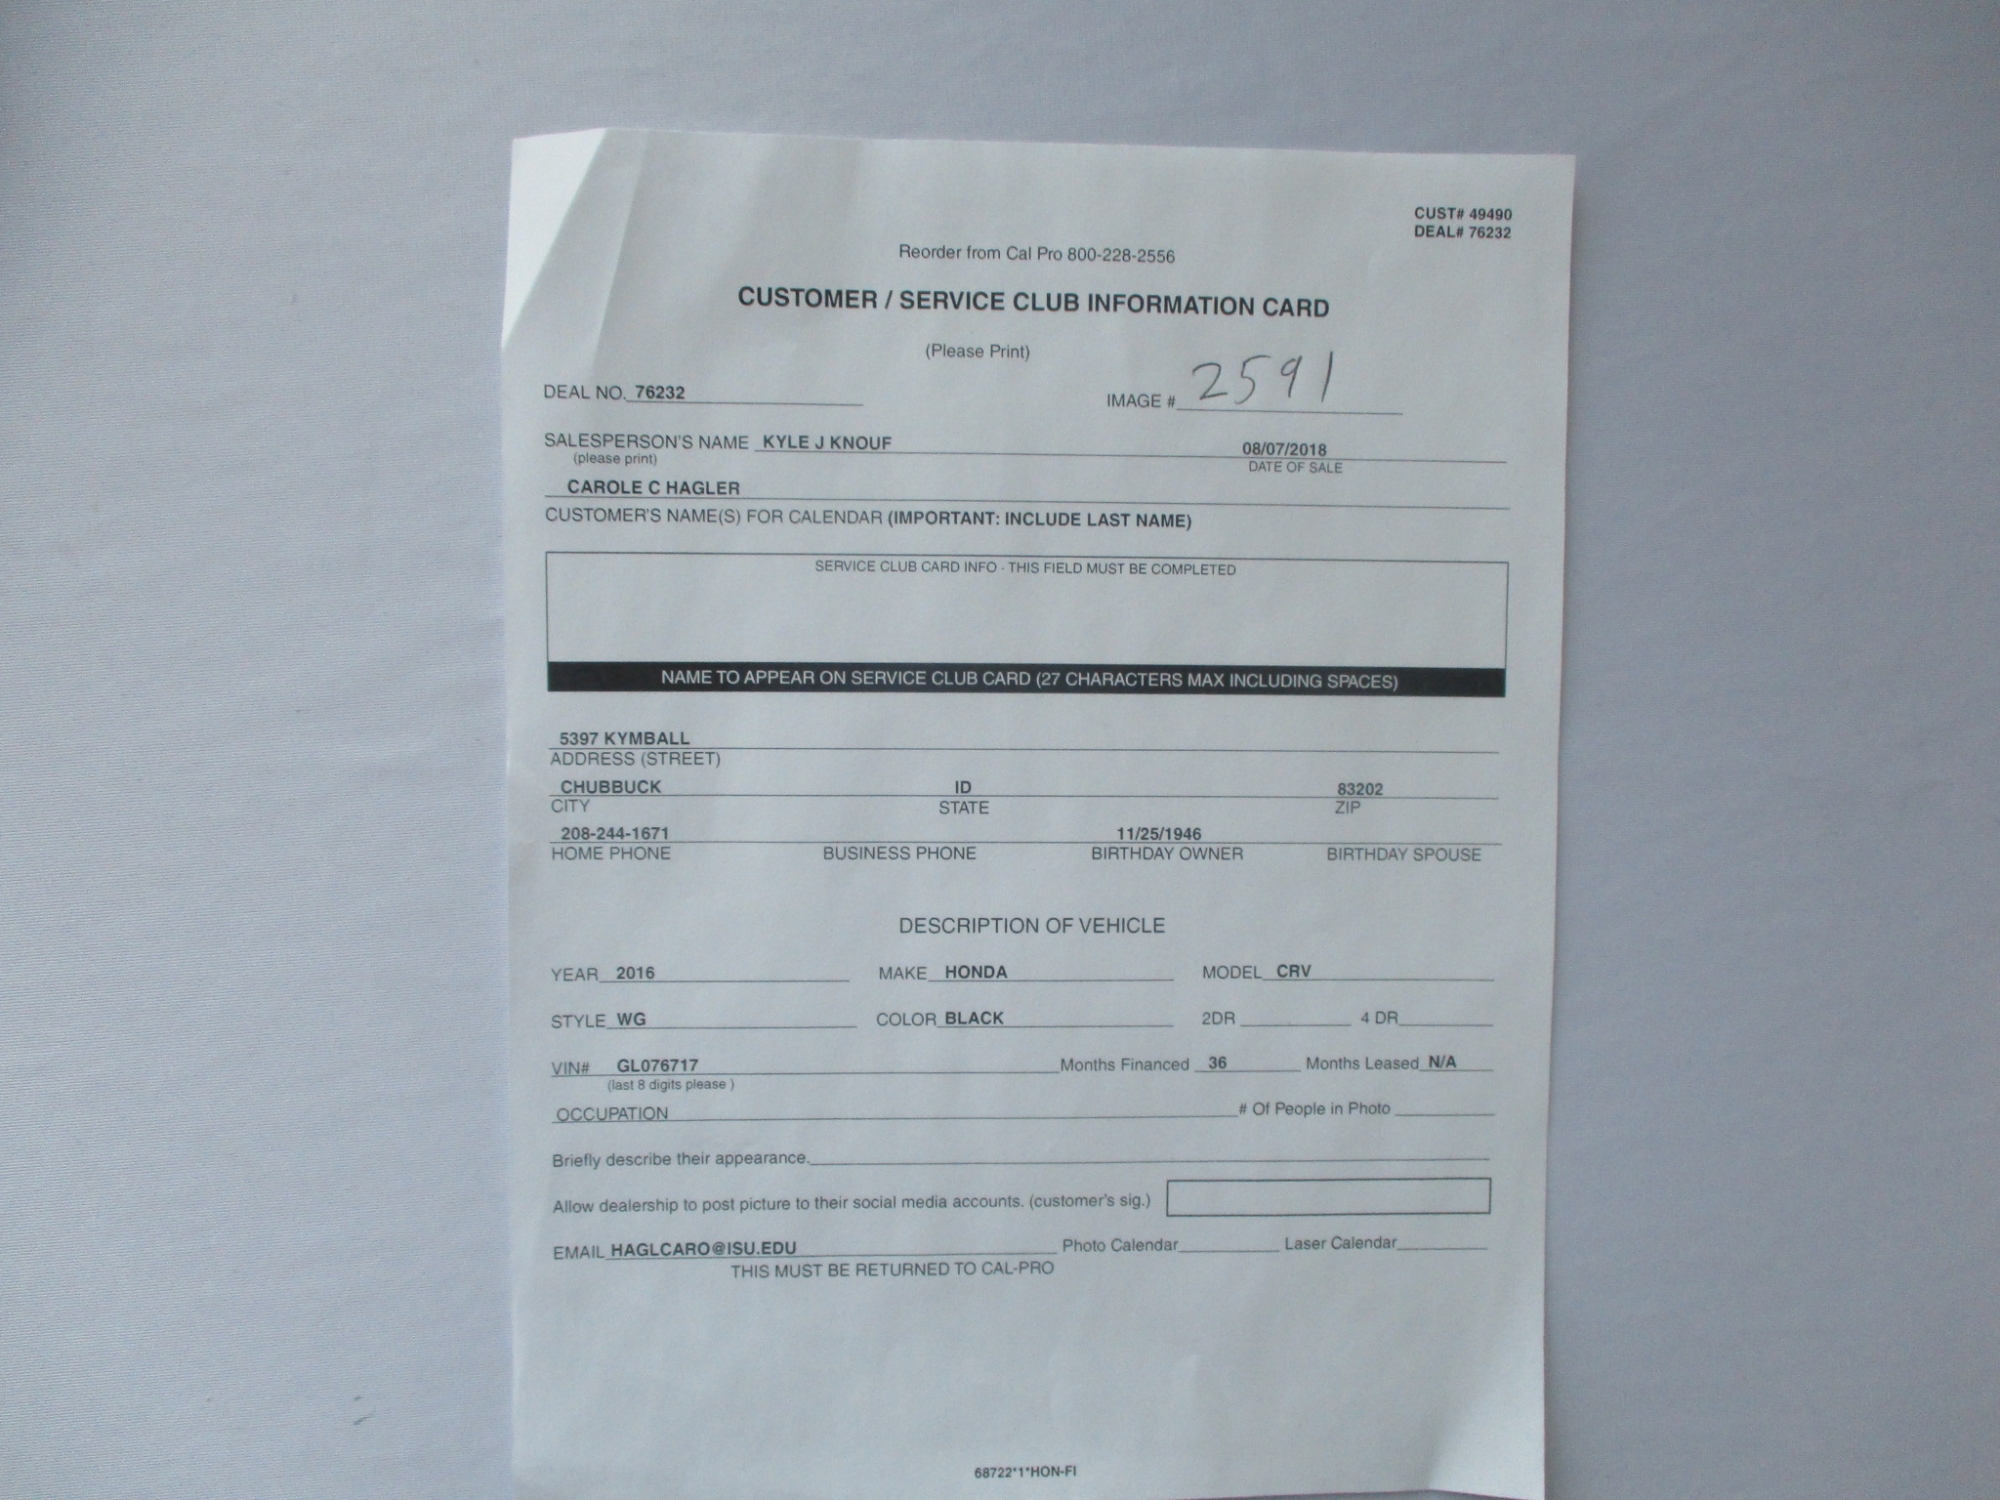 CUST# 49490
DEAL# 76232
Reorder from Cal Pro 800-228-2556
CUSTOMER / SERVICE CLUB INFORMATION CARD
(Please Print)
DEAL NO. 76232 IMAGE # 2591
SALESPERSON'S NAME KYLE J KNOUF 08/07/2018
(please print) DATE OF SALE
CAROLE C HAGLER
CUSTOMER'S NAME(S) FOR CALENDAR (IMPORTANT: INCLUDE LAST NAME)
SERVICE CLUB CARD INFO - THIS FIELD MUST BE COMPLETED
NAME TO APPEAR ON SERVICE CLUB CARD (27 CHARACTERS MAX INCLUDING SPACES)
5397 KYMBALL
ADDRESS (STREET)
CHUBBUCK ID 83202
CITY STATE ZIP
208-244-1671 11/25/1946
HOME PHONE BUSINESS PHONE BIRTHDAY OWNER BIRTHDAY SPOUSE
DESCRIPTION OF VEHICLE
YEAR 2016 MAKE HONDA MODEL CRV
STYLE WG COLOR BLACK 2DR 4 DR
VIN# GL076717 Months Financed 36 Months Leased N/A
(last 8 digits please )
OCCUPATION # Of People in Photo
Briefly describe their appearance.
Allow dealership to post picture to their social media accounts. (customer's sig.)
EMAIL HAGLCARO@ISU.EDU Photo Calendar Laser Calendar
THIS MUST BE RETURNED TO CAL-PRO
68722*1*HON-FI